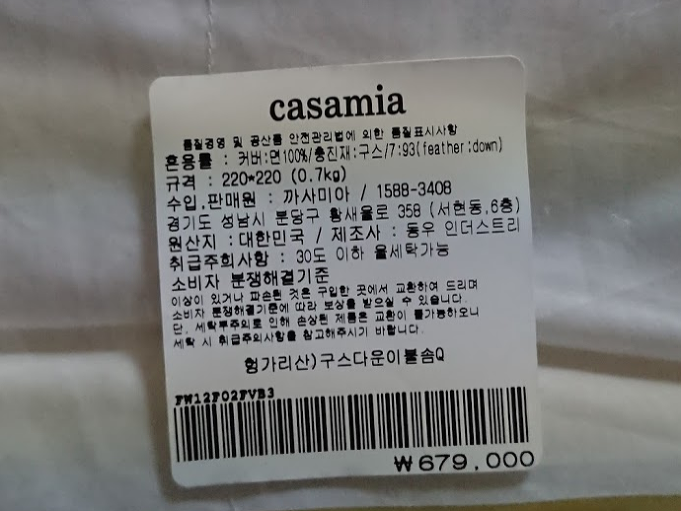 casamia
품질경영 및 공산품 안전관리법에 의한 품질표시사항
혼용률 : 커버:면100%/충진재:구스/7:93(feather:down)
규격 : 220*220 (0.7kg)
수입.판매원 : 까사미아 / 1588-3408
경기도 성남시 분당구 황새울로 358 (서현동,6층)
원산지 : 대한민국 / 제조사 : 동우 인더스트리
취급주회사항 : 30도 이하 울세탁가능
소비자 분쟁해결기준
이상이 있거나 파손된 것은 구입한 곳에서 교환하여 드리며
소비자 분쟁해결기준에 따라 보상을 받으실 수 있습니다.
단, 세탁부주의로 인해 손상된 제품은 교환이 불가능하오니
세탁 시 취급주의사항을 참고해주시기 바랍니다.
헝가리산)구스다운이불솜Q
FW12F02FVB3
₩679,000